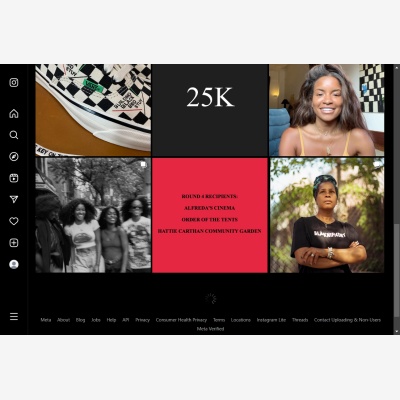 25K
ROUND 4 RECIPIENTS:
ALFREDA'S CINEMA
ORDER OF THE TENTS
HATTIE CARTHAN COMMUNITY GARDEN
Meta About Blog Jobs Help API Privacy Consumer Health Privacy Terms Locations Instagram Lite Threads Contact Uploading & Non-Users
Meta Verified